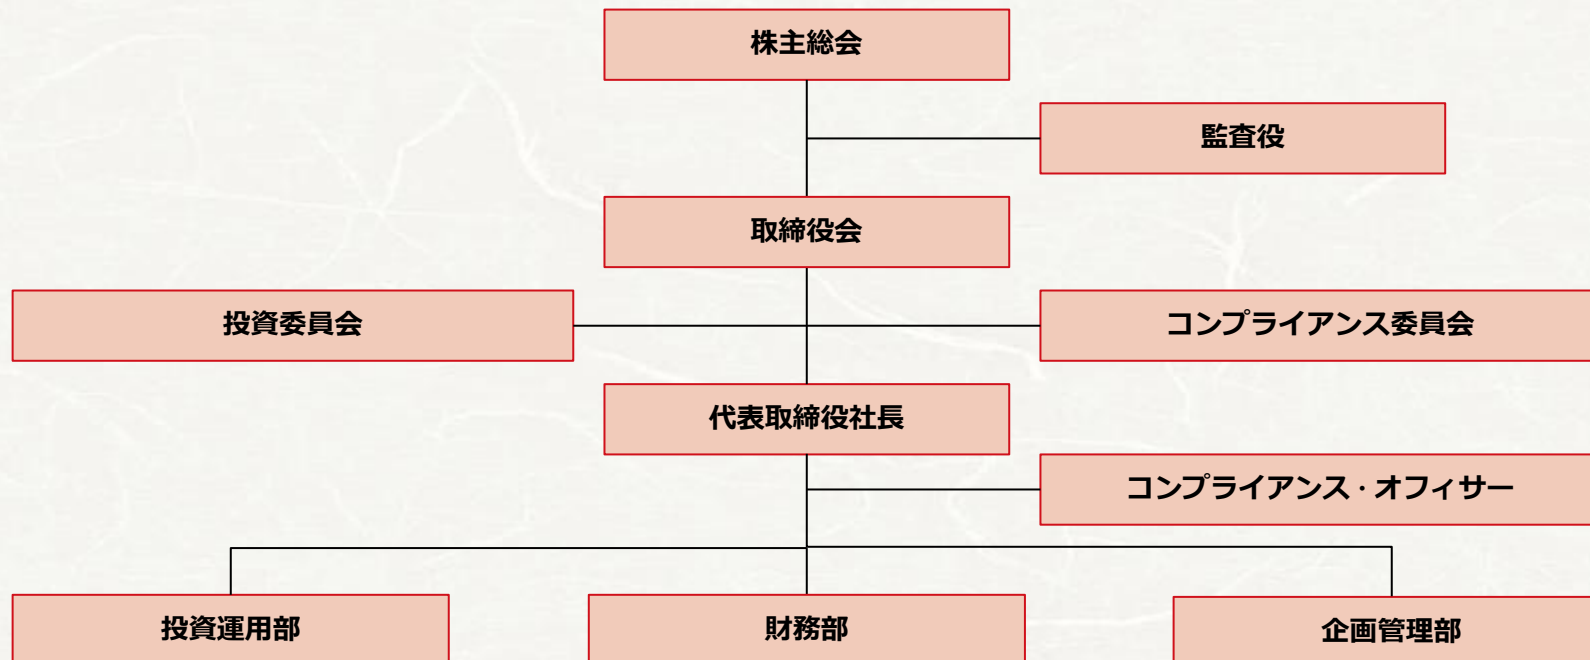 株主総会
監査役
取締役会
投資委員会
コンプライアンス委員会
代表取締役社長
コンプライアンス・オフィサー
投資運用部
財務部
企画管理部